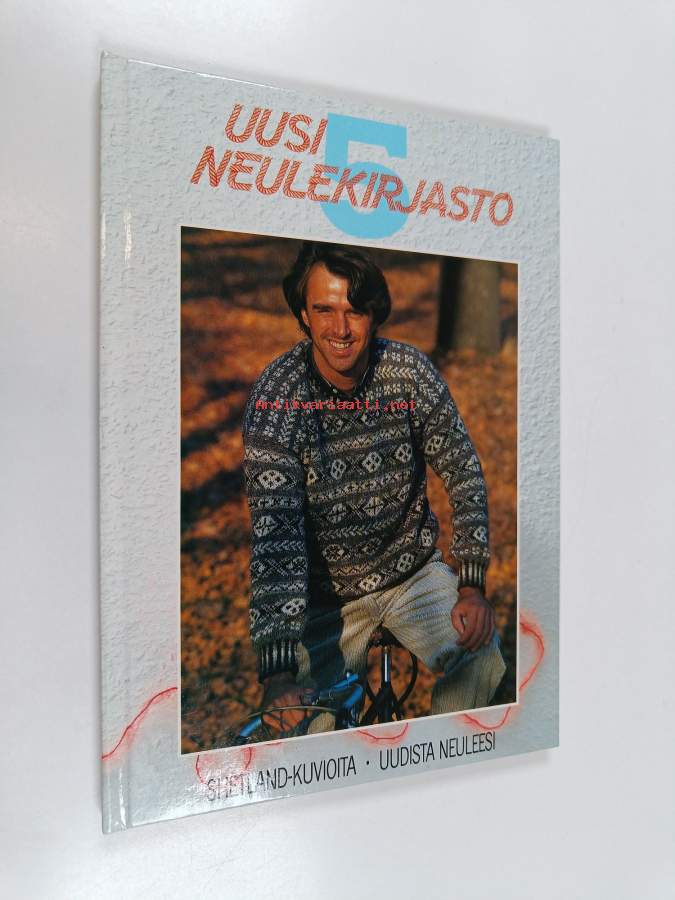 UUSI 5
NEULEKIRJASTO
Antikvariaatti.net
SHETLAND-KUVIOITA · UUDISTA NEULEESI